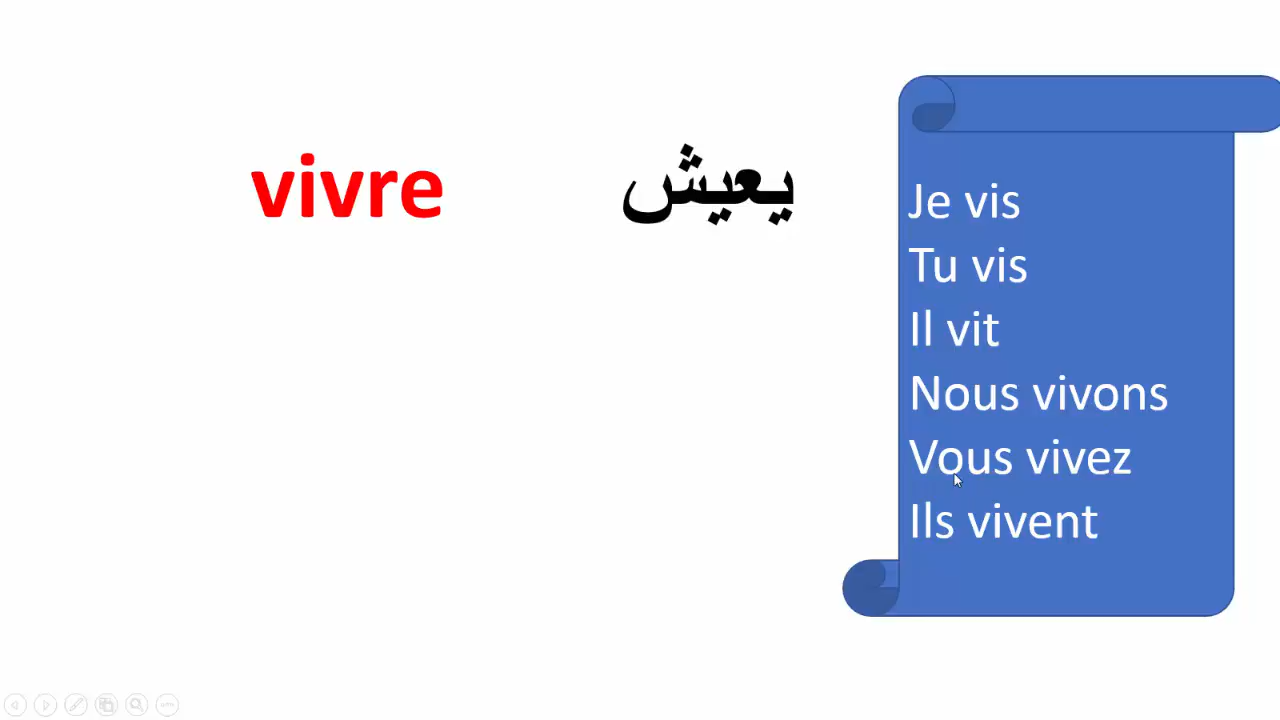 vivre
يعيش
Je vis
Tu vis
Il vit
Nous vivons
Vous vivez
Ils vivent